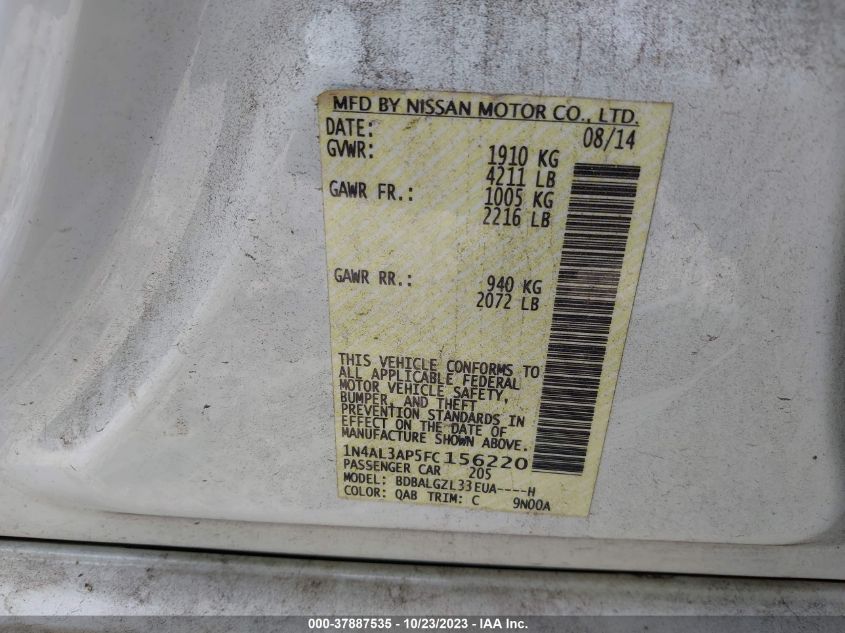 MFD BY NISSAN MOTOR CO., LTD.
DATE: 08/14
GVWR: 1910 KG
4211 LB
GAWR FR.: 1005 KG
2216 LB
GAWR RR.: 940 KG
2072 LB
THIS VEHICLE CONFORMS TO
ALL APPLICABLE FEDERAL
MOTOR VEHICLE SAFETY,
BUMPER, AND THEFT
PREVENTION STANDARDS IN
EFFECT ON THE DATE OF
MANUFACTURE SHOWN ABOVE.
1N4AL3AP5FC156220
PASSENGER CAR 205
MODEL: BDBALGZL33EUA----H
COLOR: QAB TRIM: C 9N00A
000-37887535 - 10/23/2023 - IAA Inc.